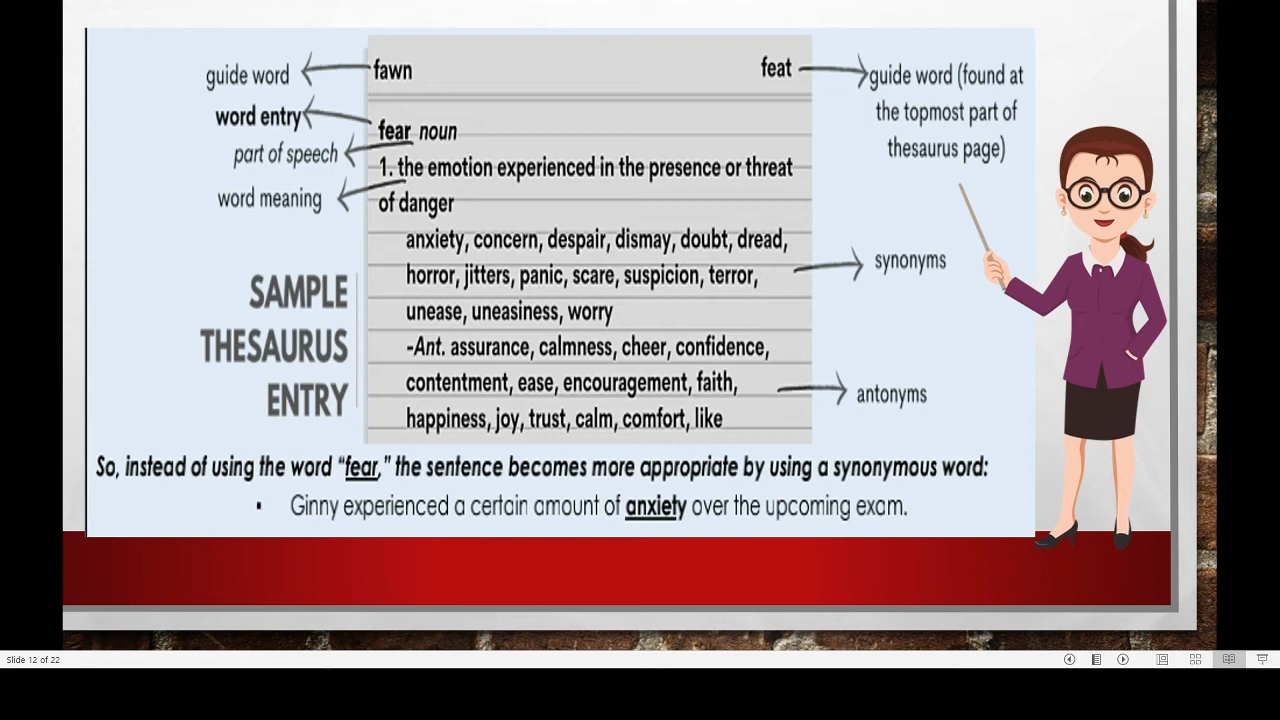 guide word
fawn
feat
guide word (found at
the topmost part of
thesaurus page)
word entry
fear noun
part of speech
1. the emotion experienced in the presence or threat
of danger
word meaning
anxiety, concern, despair, dismay, doubt, dread,
horror, jitters, panic, scare, suspicion, terror,
unease, uneasiness, worry
synonyms
-Ant. assurance, calmness, cheer, confidence,
contentment, ease, encouragement, faith,
happiness, joy, trust, calm, comfort, like
antonyms
SAMPLE
THESAURUS
ENTRY
So, instead of using the word “fear,” the sentence becomes more appropriate by using a synonymous word:
▪ Ginny experienced a certain amount of anxiety over the upcoming exam.
Slide 12 of 22